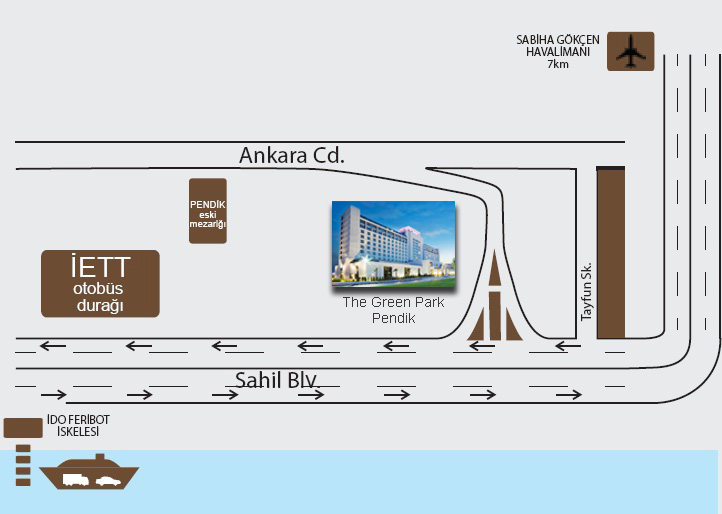 SABİHA GÖKÇEN
HAVALİMANI
7km
Ankara Cd.
PENDİK
eski
mezarığı
İETT
otobüs
durağı
The Green Park
Pendik
Tayfun Sk.
Sahil Blv
İDO FERİBOT
İSKELESİ